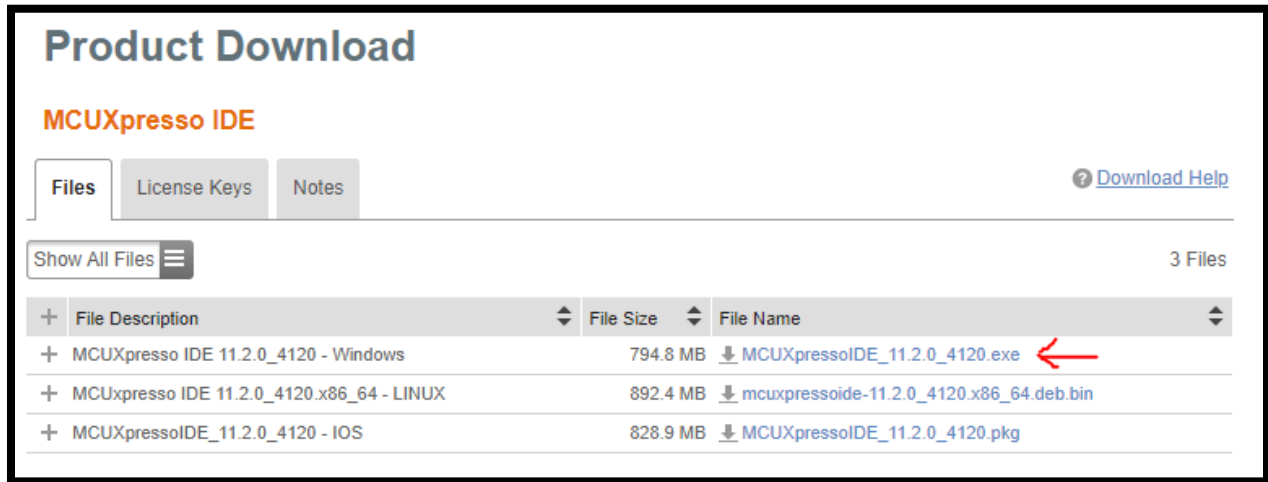 Product Download
MCUXpresso IDE
Files License Keys Notes Download Help
Show All Files 3 Files
File Description File Size File Name
MCUXpresso IDE 11.2.0_4120 - Windows 794.8 MB MCUXpressoIDE_11.2.0_4120.exe
MCUxpresso IDE 11.2.0_4120.x86_64 - LINUX 892.4 MB mcuxpressoide-11.2.0_4120.x86_64.deb.bin
MCUXpressoIDE_11.2.0_4120 - IOS 828.9 MB MCUXpressoIDE_11.2.0_4120.pkg